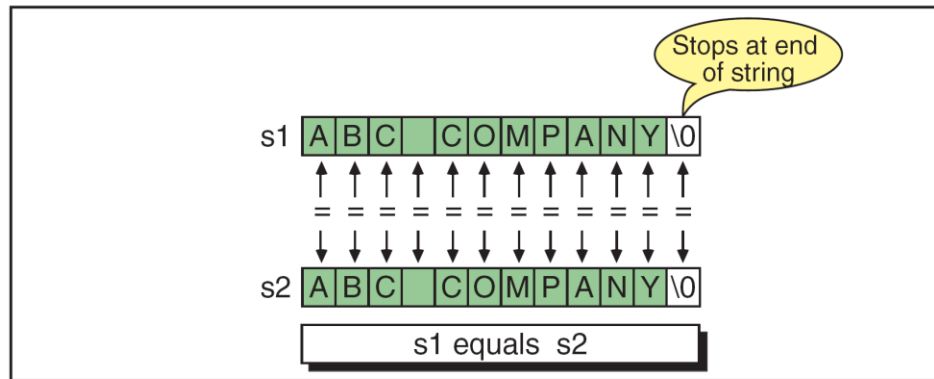 Stops at end
of string
s1 A B C   C O M P A N Y \0
= = = = = = = = = = = =
s2 A B C   C O M P A N Y \0
s1 equals s2